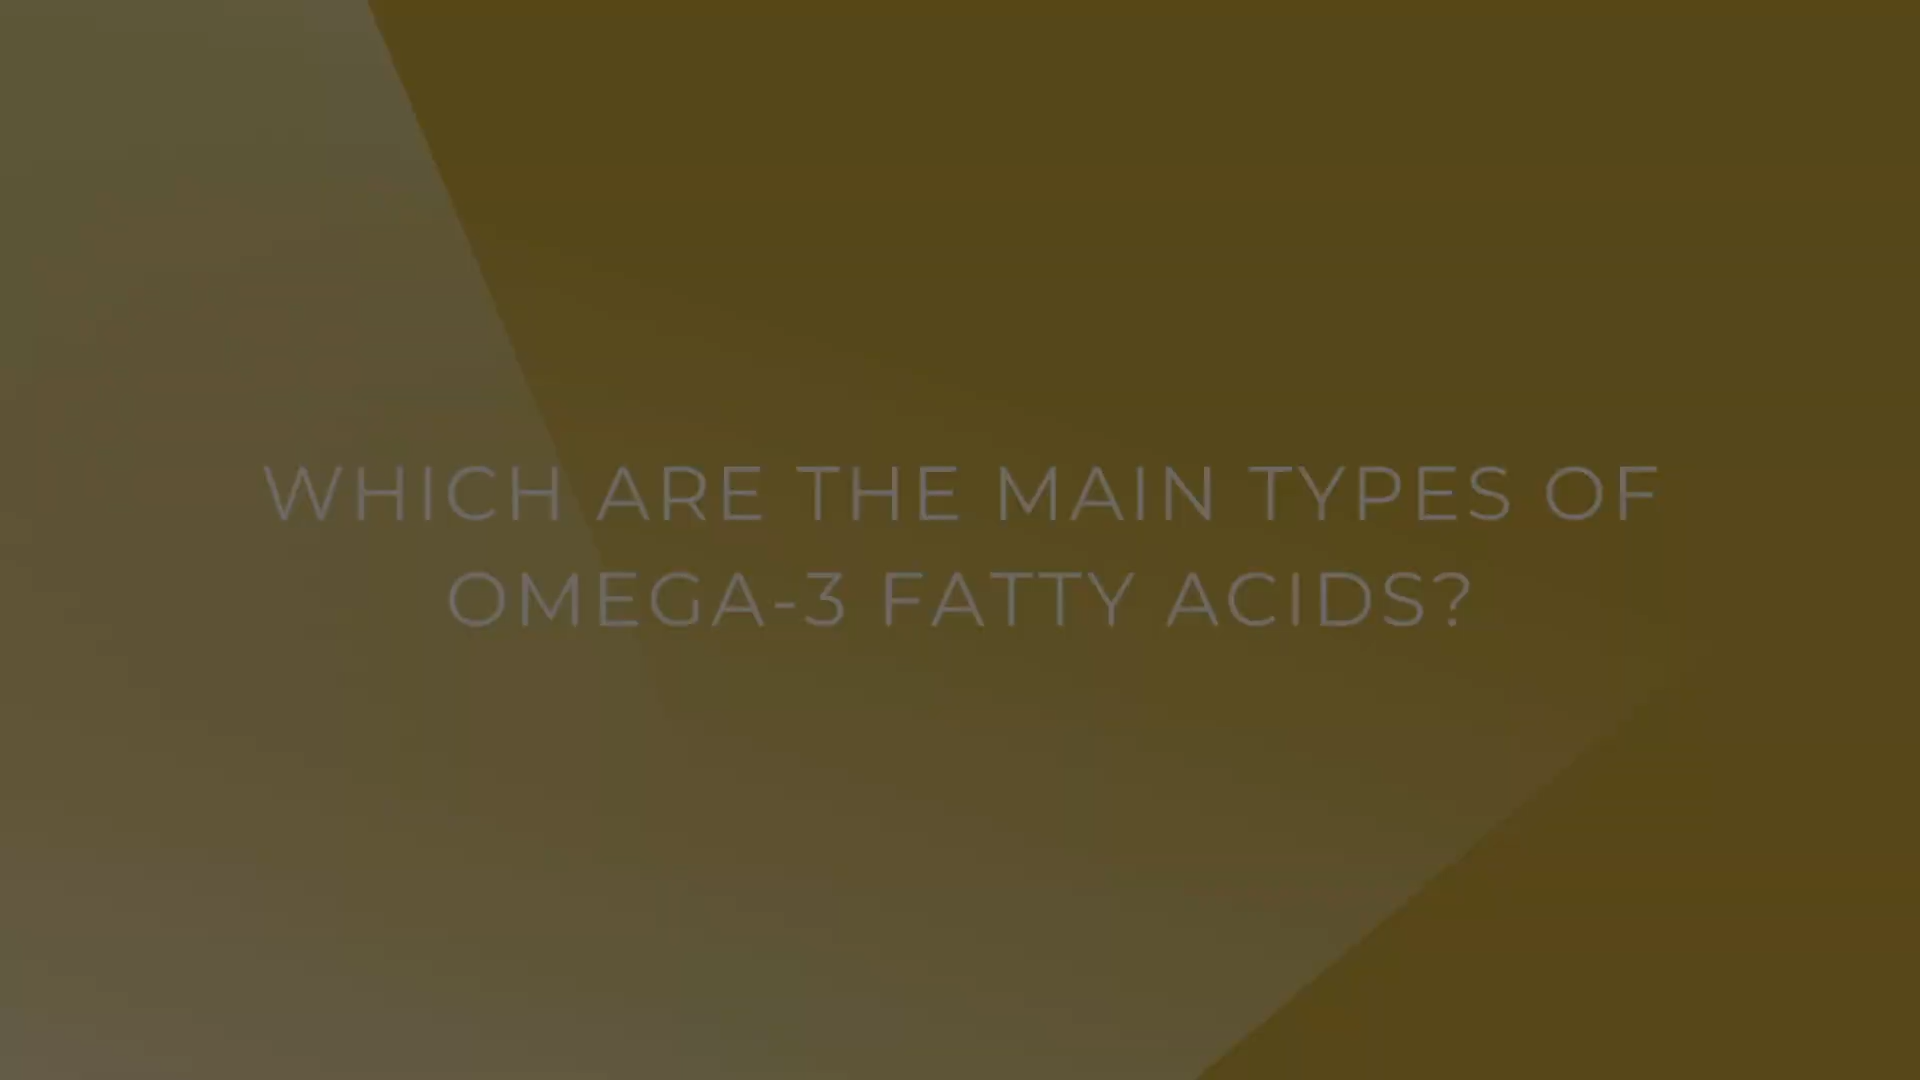 WHICH ARE THE MAIN TYPES OF
OMEGA-3 FATTY ACIDS?